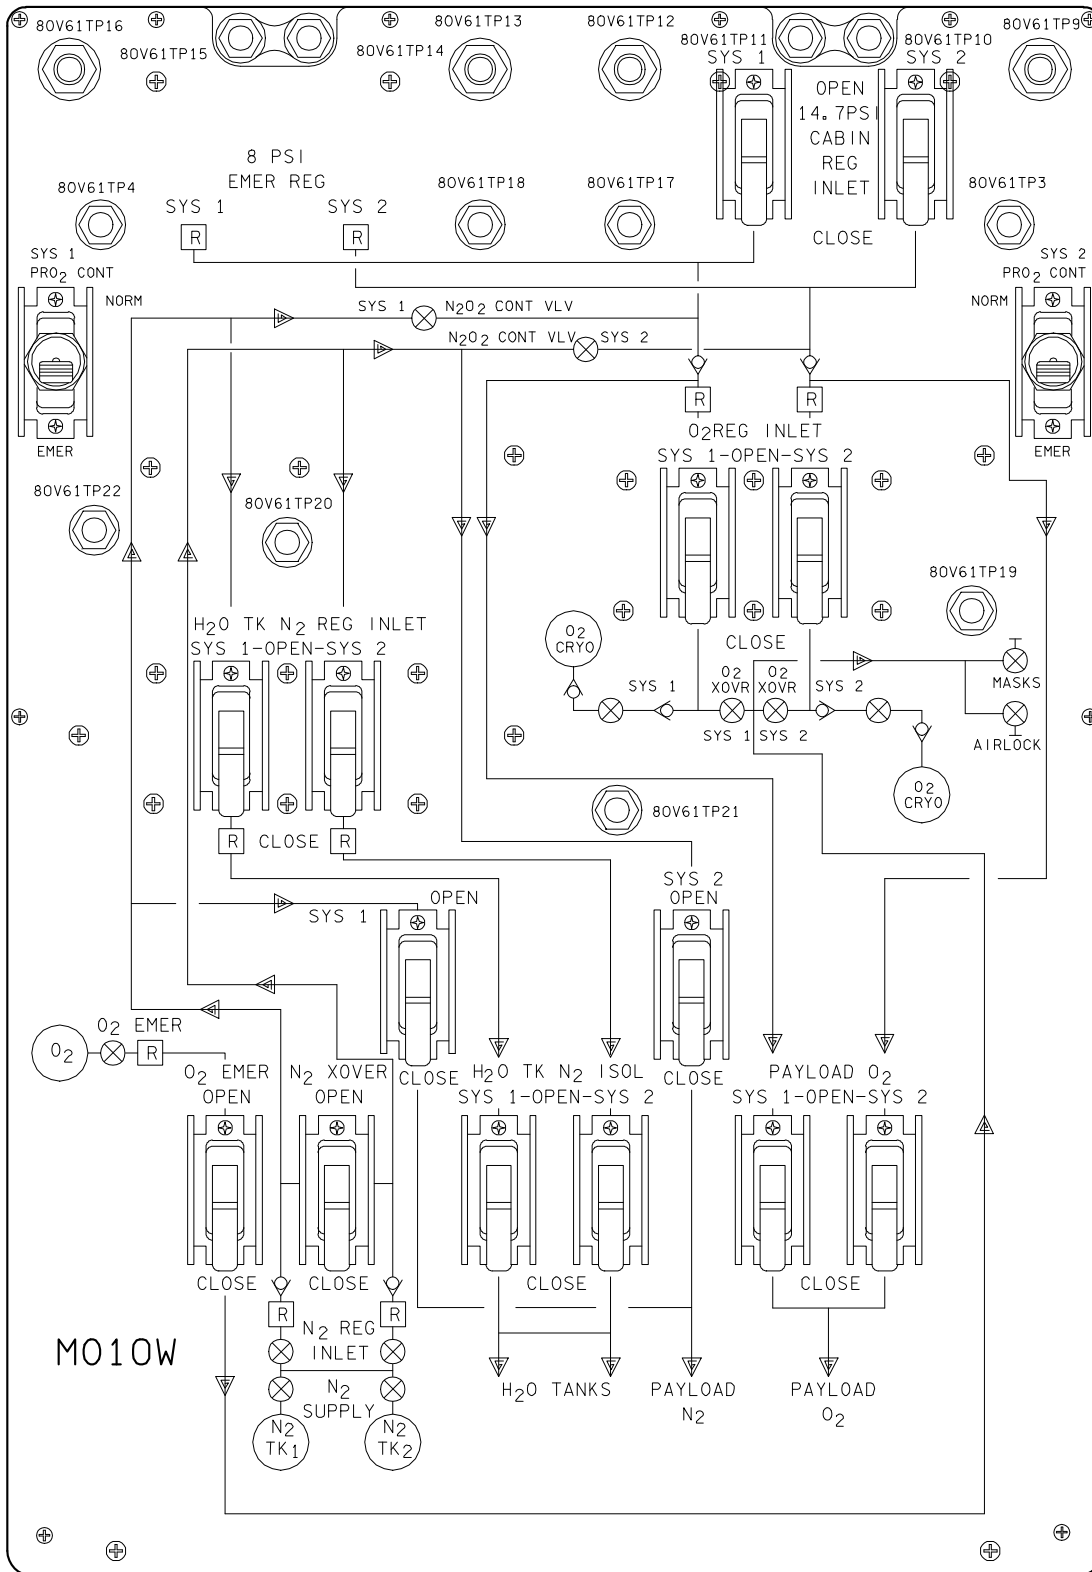 80V61TP16
80V61TP15
80V61TP14
80V61TP13
80V61TP12
80V61TP11
80V61TP10
80V61TP9
SYS 1
SYS 2
OPEN
14.7PSI
CABIN
REG
INLET
CLOSE
8 PSI
EMER REG
SYS 1
SYS 2
R
R
80V61TP4
80V61TP18
80V61TP17
80V61TP3
SYS 1
PRO2 CONT
NORM
EMER
SYS 2
PRO2 CONT
NORM
EMER
SYS 1
N2O2 CONT VLV
N2O2 CONT VLV
SYS 2
R
R
O2REG INLET
SYS 1-OPEN-SYS 2
CLOSE
80V61TP22
80V61TP20
80V61TP19
H2O TK N2 REG INLET
SYS 1-OPEN-SYS 2
R
CLOSE
R
O2
CRYO
SYS 1
O2
XOVR
O2
XOVR
SYS 2
SYS 1
SYS 2
MASKS
AIRLOCK
O2
CRYO
80V61TP21
SYS 1
OPEN
CLOSE
SYS 2
OPEN
CLOSE
O2
O2 EMER
R
O2 EMER
OPEN
CLOSE
N2 XOVER
OPEN
CLOSE
H2O TK N2 ISOL
SYS 1-OPEN-SYS 2
CLOSE
PAYLOAD O2
SYS 1-OPEN-SYS 2
CLOSE
R
R
N2 REG
INLET
N2
SUPPLY
N2
TK1
N2
TK2
MO10W
H2O TANKS
PAYLOAD
N2
PAYLOAD
O2